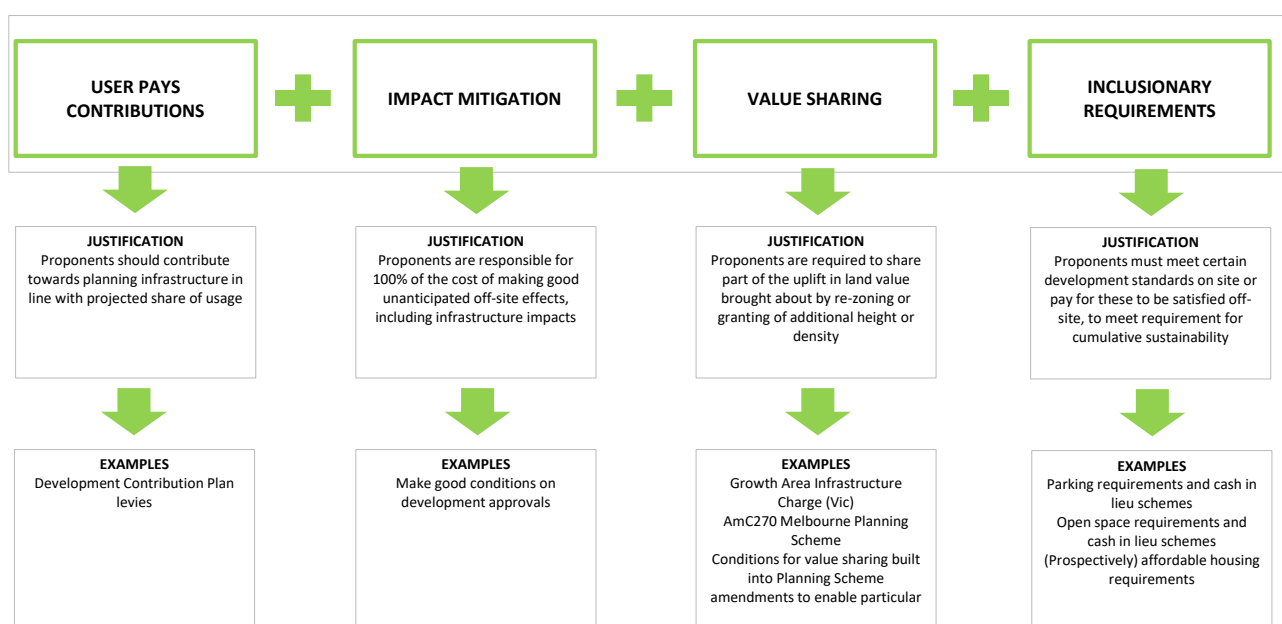 USER PAYS
CONTRIBUTIONS
IMPACT MITIGATION
VALUE SHARING
INCLUSIONARY
REQUIREMENTS
JUSTIFICATION
Proponents should contribute
towards planning infrastructure in
line with projected share of usage
JUSTIFICATION
Proponents are responsible for
100% of the cost of making good
unanticipated off-site effects,
including infrastructure impacts
JUSTIFICATION
Proponents are required to share
part of the uplift in land value
brought about by re-zoning or
granting of additional height or
density
JUSTIFICATION
Proponents must meet certain
development standards on site or
pay for these to be satisfied off-
site, to meet requirement for
cumulative sustainability
EXAMPLES
Development Contribution Plan
levies
EXAMPLES
Make good conditions on
development approvals
EXAMPLES
Growth Area Infrastructure
Charge (Vic)
AmC270 Melbourne Planning
Scheme
Conditions for value sharing built
into Planning Scheme
amendments to enable particular
EXAMPLES
Parking requirements and cash in
lieu schemes
Open space requirements and
cash in lieu schemes
(Prospectively) affordable housing
requirements